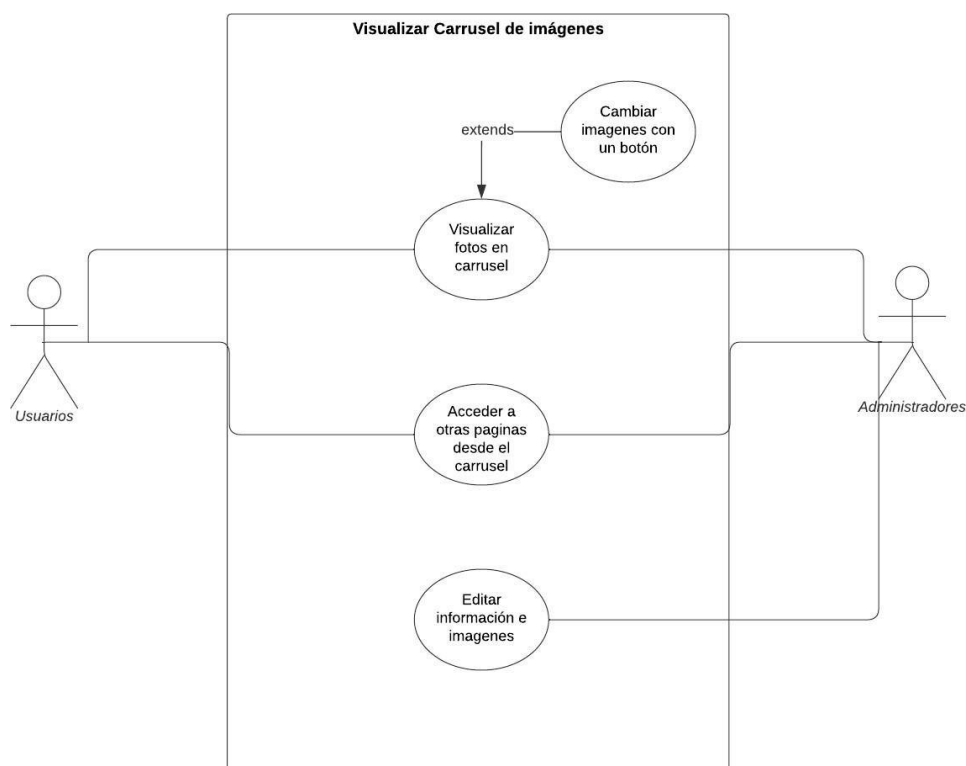 Visualizar Carrusel de imágenes
Cambiar
imagenes con
un botón
extends
Visualizar
fotos en
carrusel
Usuarios
Administradores
Acceder a
otras paginas
desde el
carrusel
Editar
información e
imagenes